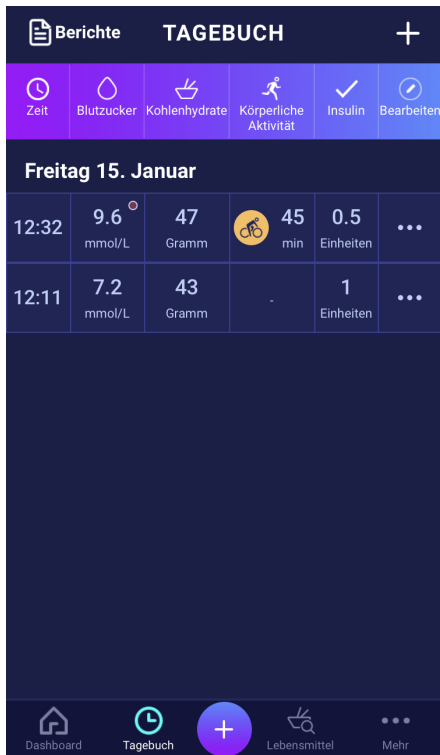 Berichte TAGEBUCH
Zeit Blutzucker Kohlenhydrate Körperliche Aktivität Insulin Bearbeiten
Freitag 15. Januar
12:32 9.6 mmol/L 47 Gramm 45 min 0.5 Einheiten
12:11 7.2 mmol/L 43 Gramm - 1 Einheiten
Dashboard Tagebuch Lebensmittel Mehr